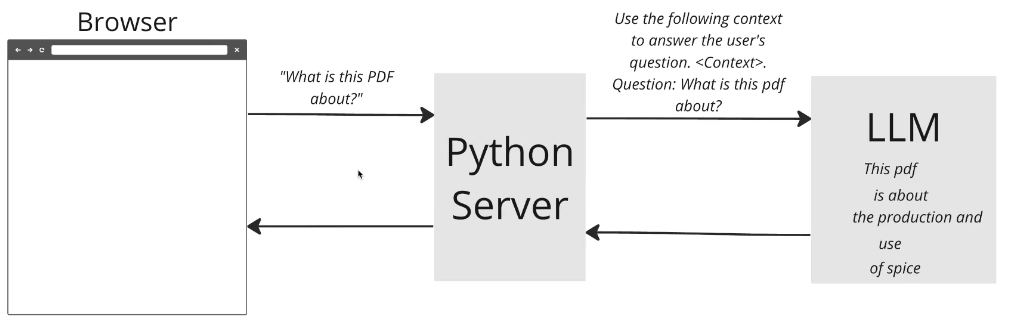 Browser
"What is this PDF
about?"
Python
Server
Use the following context
to answer the user's
question. <Context>.
Question: What is this pdf
about?
LLM
This pdf
is about
the production and
use
of spice